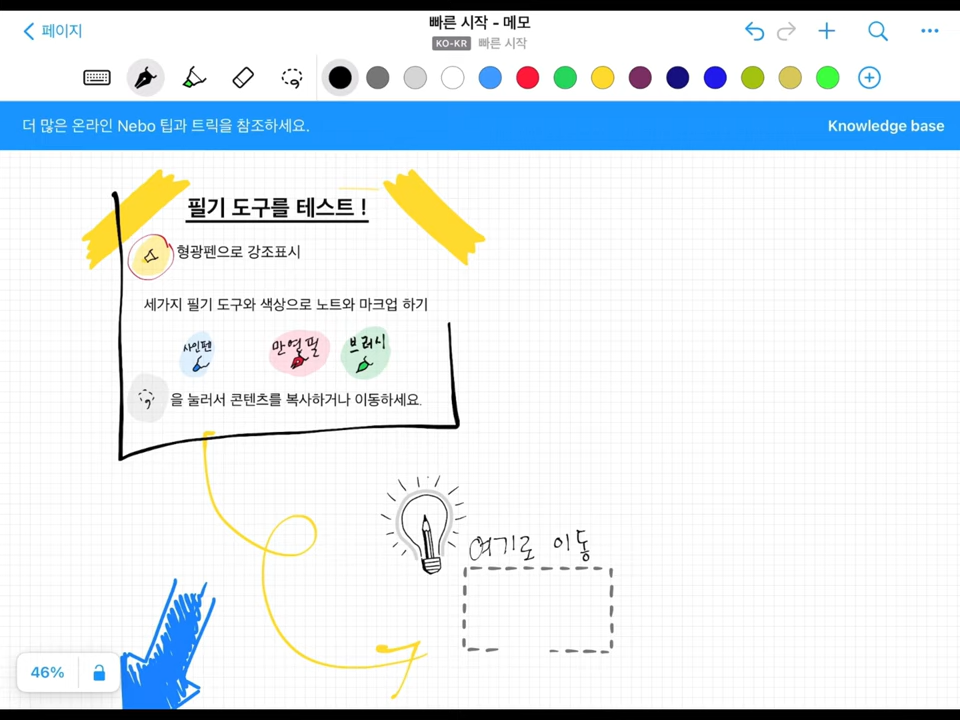 페이지
빠른 시작 - 메모
KO-KR 빠른 시작
더 많은 온라인 Nebo 팁과 트릭을 참조하세요.
Knowledge base
필기 도구를 테스트 !
형광펜으로 강조표시
세가지 필기 도구와 색상으로 노트와 마크업 하기
사인펜 만연필 브러시
을 눌러서 콘텐츠를 복사하거나 이동하세요.
여기로 이동
46%